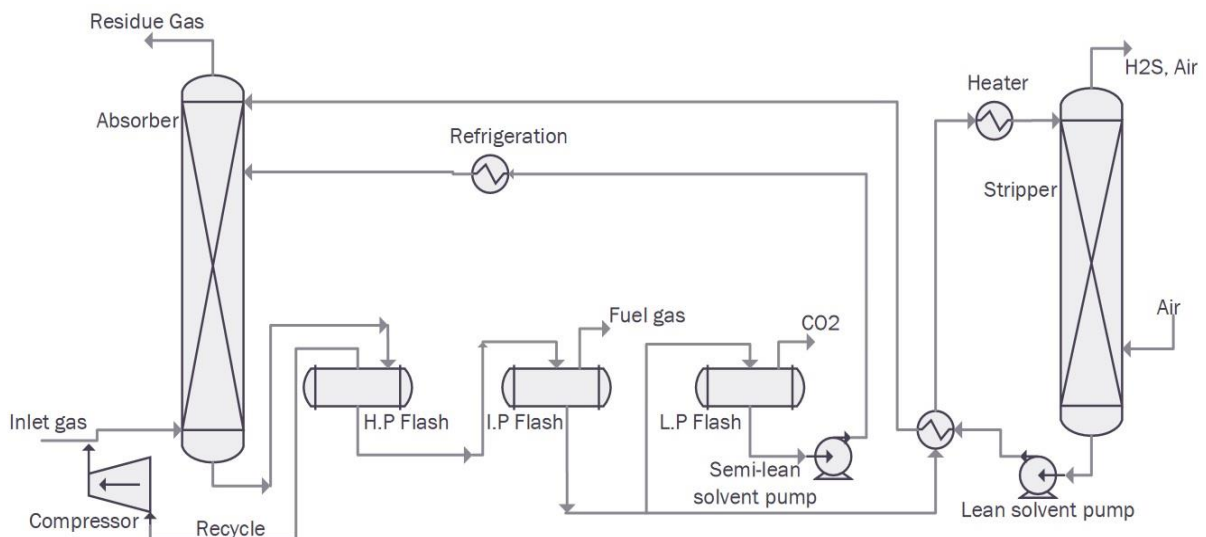 Residue Gas
H2S, Air
Heater
Absorber
Refrigeration
Stripper
Air
Fuel gas
CO2
Inlet gas
H.P Flash
I.P Flash
L.P Flash
Semi-lean
solvent pump
Lean solvent pump
Compressor
Recycle